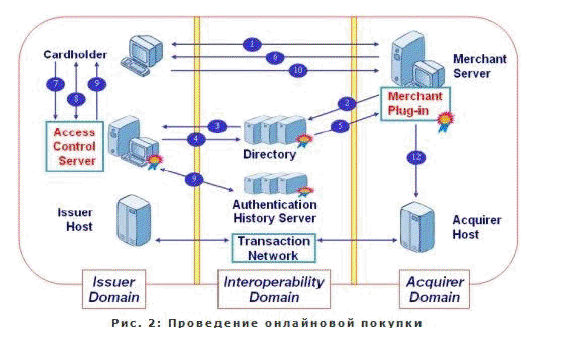 1
Cardholder
6
Merchant
Server
10
7
8
9
2
Merchant
Plug-in
Access
Control
Server
3
4
5
Directory
12
9
Issuer
Host
Authentication
History Server
Acquirer
Host
Transaction
Network
Issuer
Domain
Interoperability
Domain
Acquirer
Domain
Рис. 2: Проведение онлайновой покупки